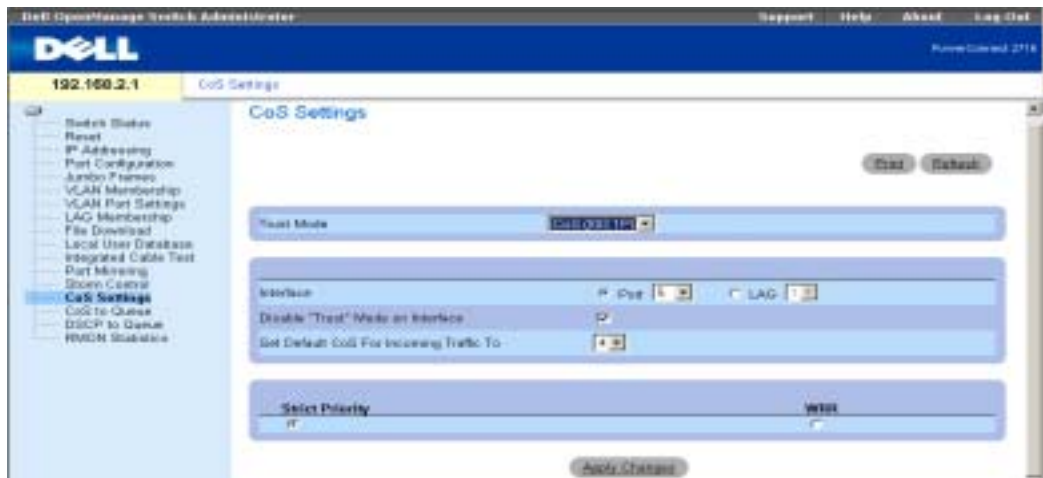 Dell OpenManage Switch Administrator
Support Help About Log Out
DELL
PowerConnect 2716
192.168.2.1
CoS Settings
Switch Status
Reset
IP Addressing
Port Configuration
Jumbo Frames
VLAN Membership
VLAN Port Settings
LAG Membership
File Download
Local User Database
Integrated Cable Test
Port Mirroring
Storm Control
CoS Settings
CoS to Queue
DSCP to Queue
RMON Statistics
CoS Settings
Print Refresh
Trust Mode CoS (802.1P)
Interface Port LAG
Disable "Trust" Mode on Interface
Set Default CoS For Incoming Traffic To
Strict Priority WRR
Apply Changes